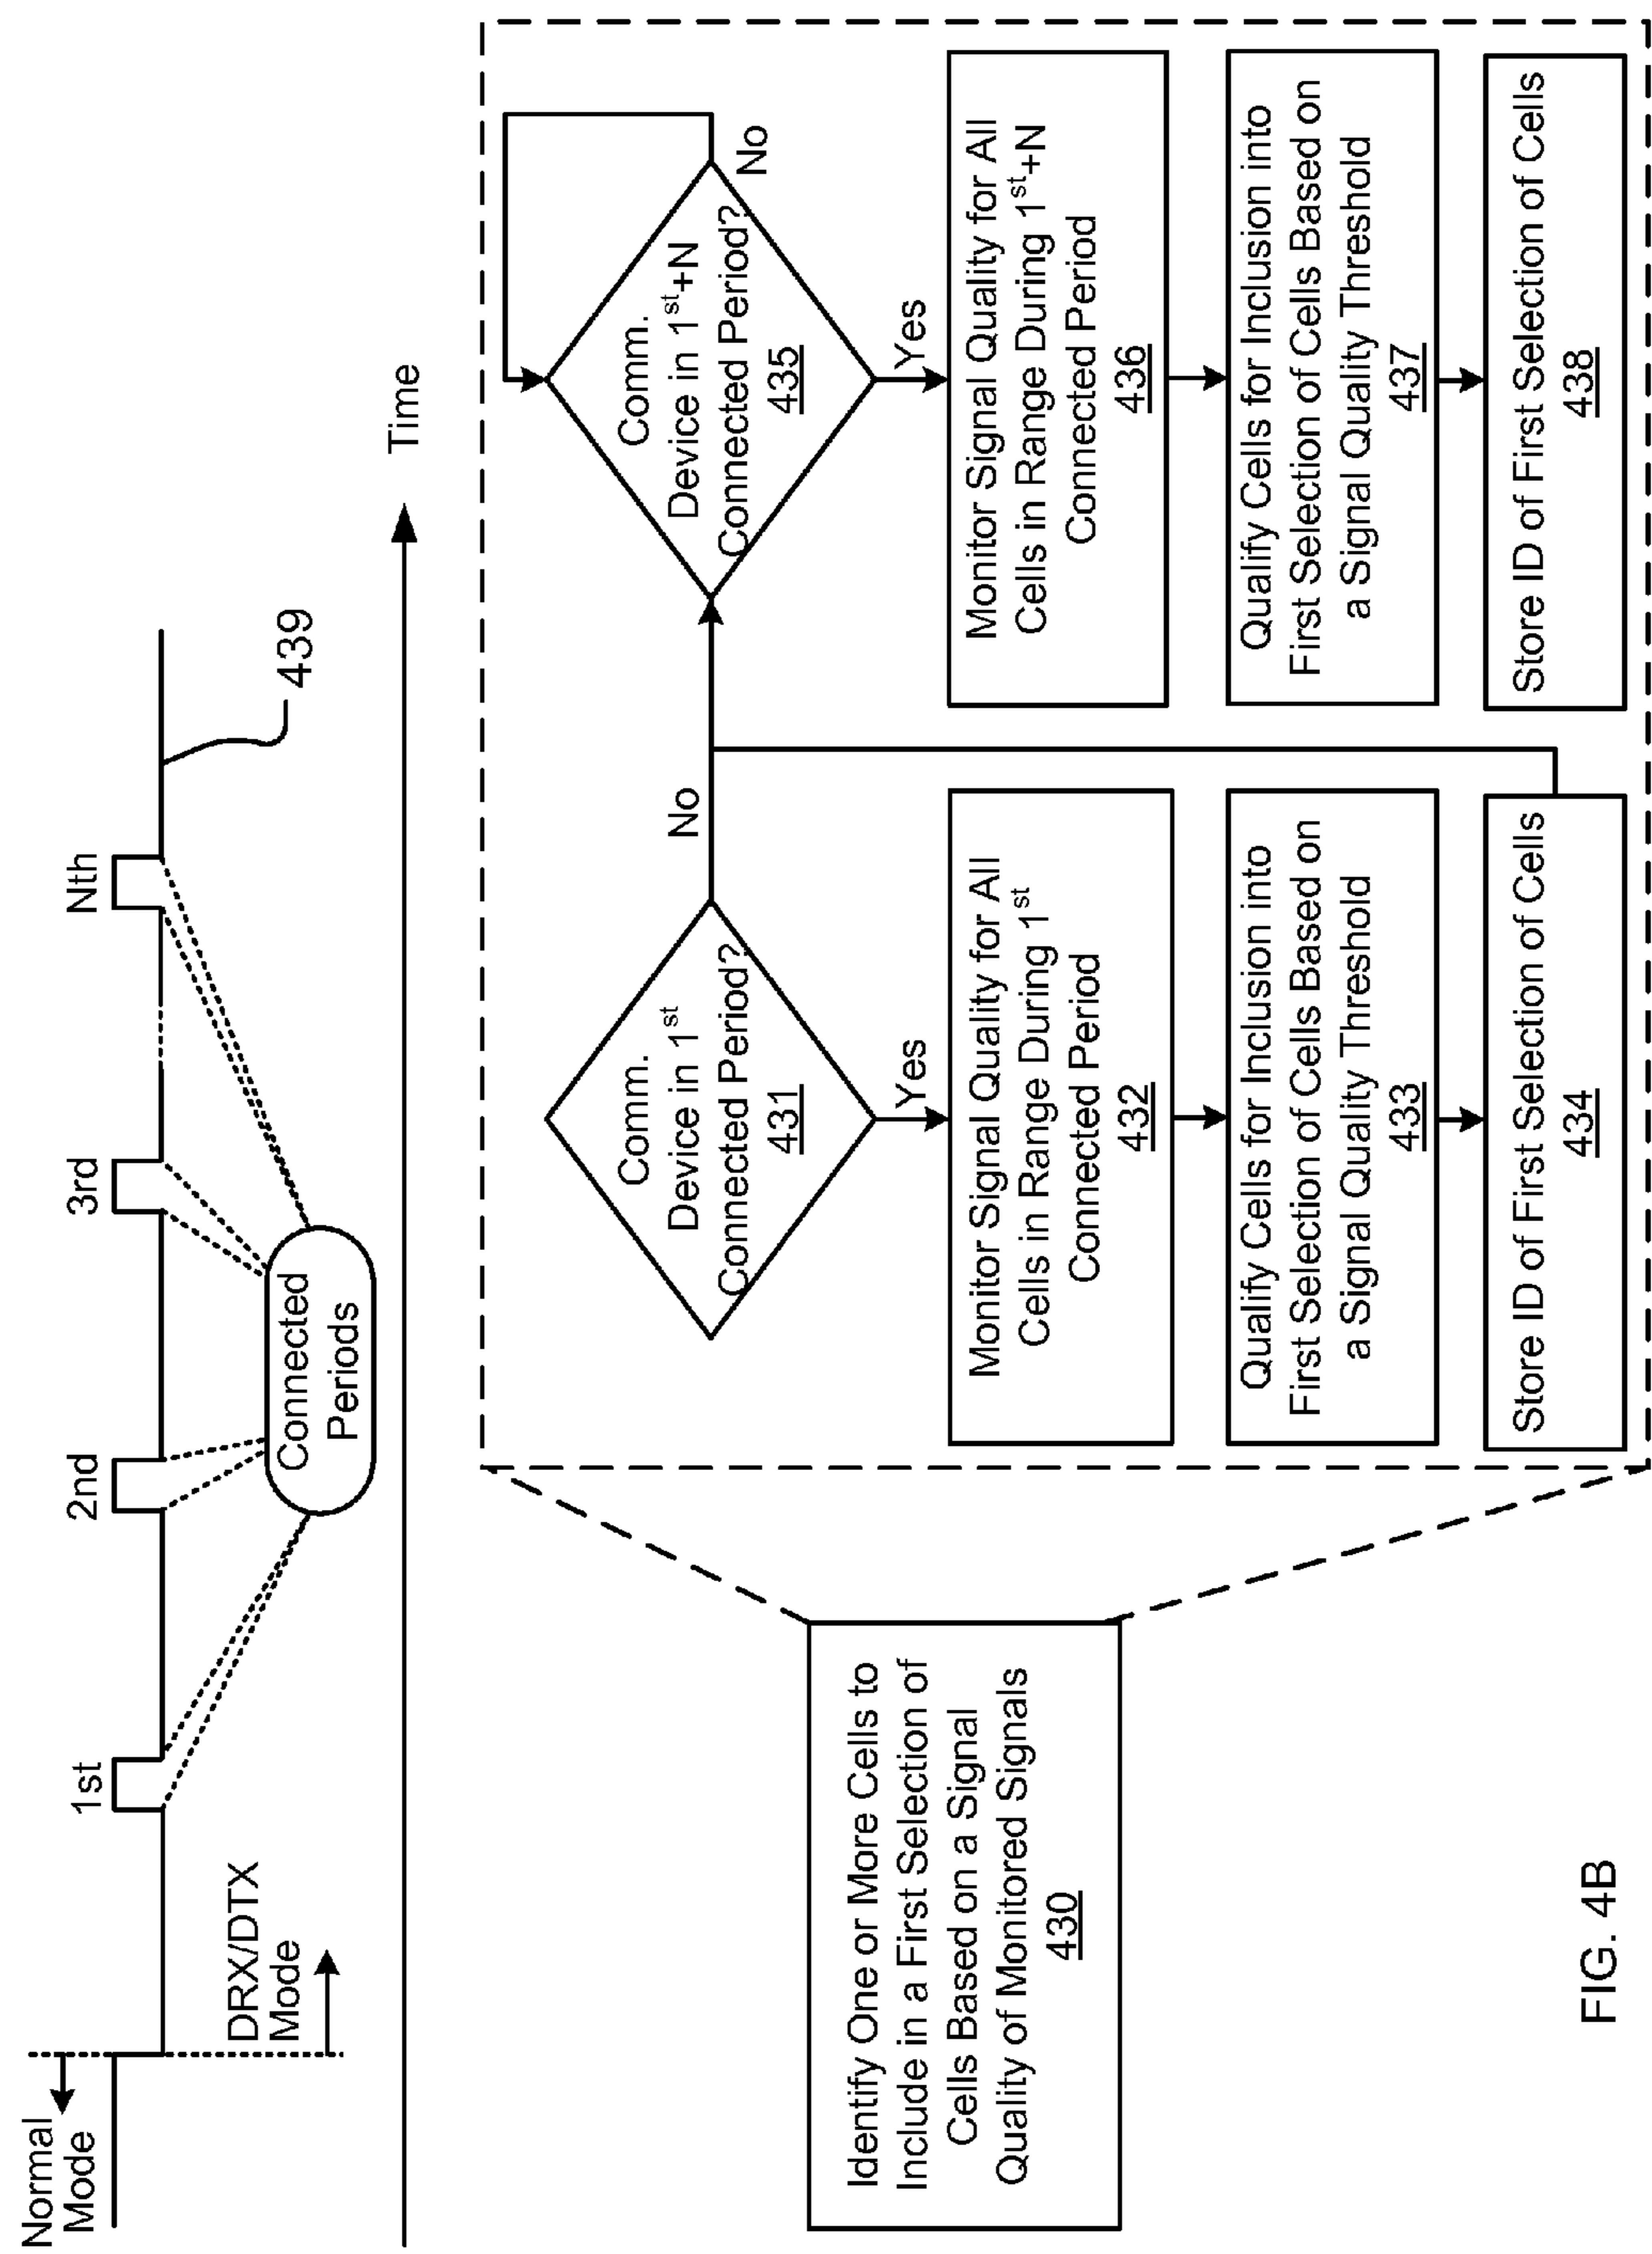 Normal
Mode
DRX/DTX
Mode
1st
2nd
3rd
Nth
Connected
Periods
439
Time
Identify One or More Cells to
Include in a First Selection of
Cells Based on a Signal
Quality of Monitored Signals
430
Comm.
Device in 1st
Connected Period?
431
No
Yes
Monitor Signal Quality for All
Cells in Range During 1st
Connected Period
432
Qualify Cells for Inclusion into
First Selection of Cells Based on
a Signal Quality Threshold
433
Store ID of First Selection of Cells
434
Comm.
Device in 1st+N
Connected Period?
435
No
Yes
Monitor Signal Quality for All
Cells in Range During 1st+N
Connected Period
436
Qualify Cells for Inclusion into
First Selection of Cells Based on
a Signal Quality Threshold
437
Store ID of First Selection of Cells
438
FIG. 4B